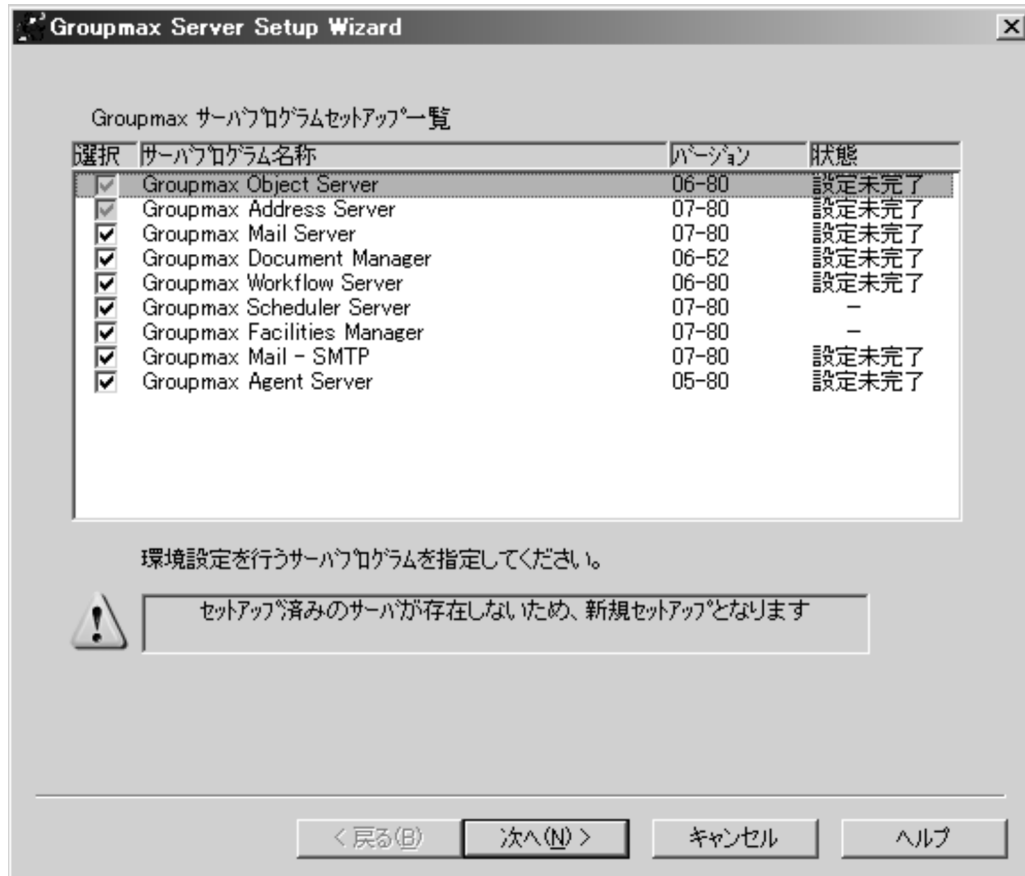 Groupmax Server Setup Wizard
Groupmax ｻｰﾊﾞﾌﾟﾛｸﾞﾗﾑｾｯﾄｱｯﾌﾟ一覧
選択 ｻｰﾊﾞﾌﾟﾛｸﾞﾗﾑ名称 ﾊﾞｰｼﾞｮﾝ 状態
Groupmax Object Server 06-80 設定未完了
Groupmax Address Server 07-80 設定未完了
Groupmax Mail Server 07-80 設定未完了
Groupmax Document Manager 06-52 設定未完了
Groupmax Workflow Server 06-80 設定未完了
Groupmax Scheduler Server 07-80 －
Groupmax Facilities Manager 07-80 －
Groupmax Mail - SMTP 07-80 設定未完了
Groupmax Agent Server 05-80 設定未完了
環境設定を行うｻｰﾊﾞﾌﾟﾛｸﾞﾗﾑを指定してください。
ｾｯﾄｱｯﾌﾟ済みのｻｰﾊﾞが存在しないため、新規ｾｯﾄｱｯﾌﾟとなります
< 戻る(B) 次へ(N) > キャンセル ヘルプ